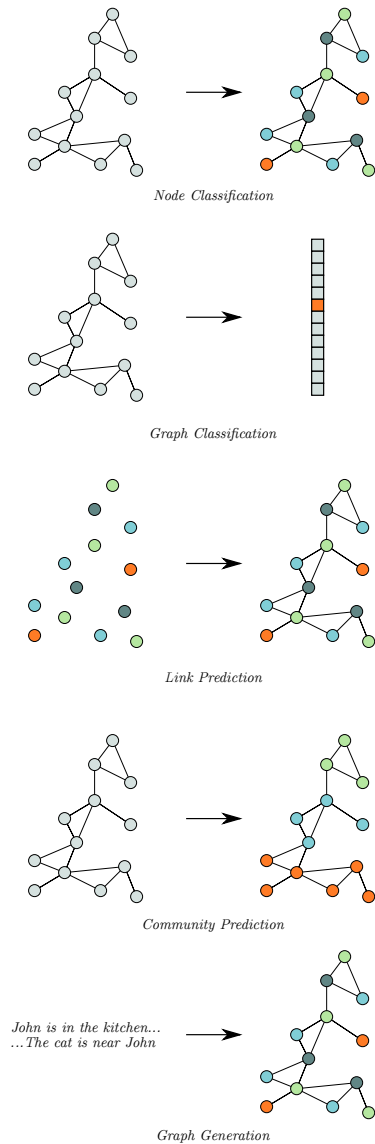 Node Classification
Graph Classification
Link Prediction
Community Prediction
John is in the kitchen...
...The cat is near John
Graph Generation